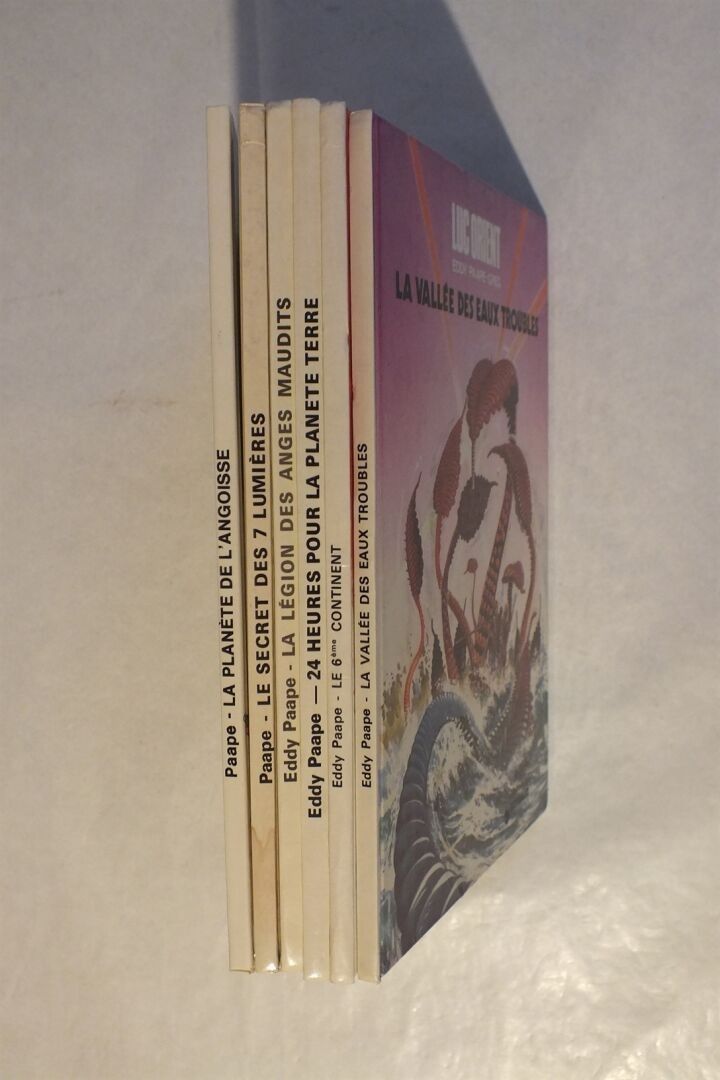 Paape - LA PLANÈTE DE L'ANGOISSE
Paape - LE SECRET DES 7 LUMIÈRES
Eddy Paape - LA LÉGION DES ANGES MAUDITS
Eddy Paape — 24 HEURES POUR LA PLANETE TERRE
Eddy Paape - LE 6ème CONTINENT
Eddy Paape - LA VALLÉE DES EAUX TROUBLES
LUC ORIENT
EDDY PAAPE-GREG
LA VALLÉE DES EAUX TROUBLES